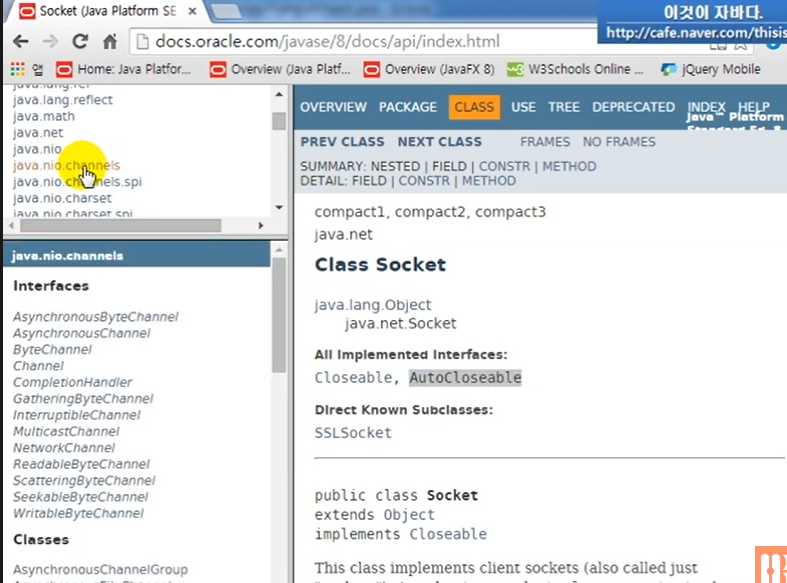 Socket (Java Platform SE
이것이 자바다.
http://cafe.naver.com/thisis
docs.oracle.com/javase/8/docs/api/index.html
앱 Home: Java Platfor... Overview (Java Platf... Overview (JavaFX 8) W3Schools Online ... jQuery Mobile
java.lang.ref
java.lang.reflect
java.math
java.net
java.nio
java.nio.channels
java.nio.channels.spi
java.nio.charset
java.nio.charset.spi
java.nio.channels
Interfaces
AsynchronousByteChannel
AsynchronousChannel
ByteChannel
Channel
CompletionHandler
GatheringByteChannel
InterruptibleChannel
MulticastChannel
NetworkChannel
ReadableByteChannel
ScatteringByteChannel
SeekableByteChannel
WritableByteChannel
Classes
AsynchronousChannelGroup
OVERVIEW PACKAGE CLASS USE TREE DEPRECATED INDEX HELP
Java™ Platform
Standard Ed. 8
PREV CLASS NEXT CLASS FRAMES NO FRAMES
SUMMARY: NESTED | FIELD | CONSTR | METHOD
DETAIL: FIELD | CONSTR | METHOD
compact1, compact2, compact3
java.net
Class Socket
java.lang.Object
java.net.Socket
All Implemented Interfaces:
Closeable, AutoCloseable
Direct Known Subclasses:
SSLSocket
public class Socket
extends Object
implements Closeable
This class implements client sockets (also called just